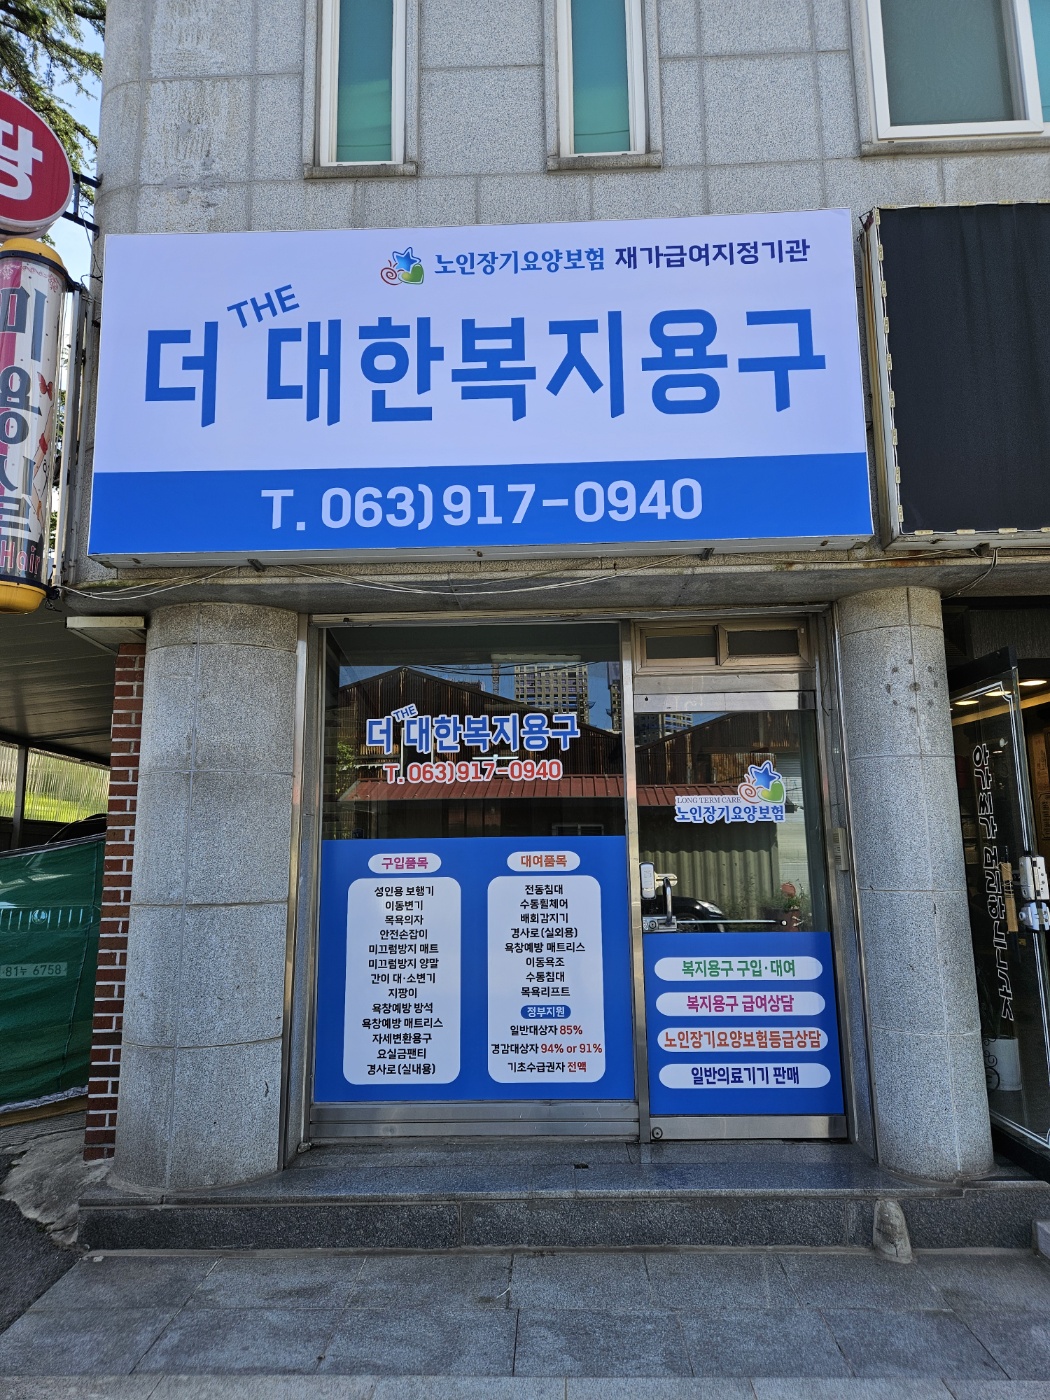 노인장기요양보험 재가급여지정기관
THE
더 대한복지용구
T. 063)917-0940
미용실
Hair
THE
더 대한복지용구
T. 063)917-0940
LONG TERM CARE
노인장기요양보험
구입품목
성인용 보행기
이동변기
목욕의자
안전손잡이
미끄럼방지 매트
미끄럼방지 양말
간이 대·소변기
지팡이
욕창예방 방석
욕창예방 매트리스
자세변환용구
요실금팬티
경사로(실내용)
대여품목
전동침대
수동휠체어
배회감지기
경사로(실외용)
욕창예방 매트리스
이동욕조
수동침대
목욕리프트
정부지원
일반대상자 85%
경감대상자 94% or 91%
기초수급권자 전액
복지용구 구입·대여
복지용구 급여상담
노인장기요양보험등급상담
일반의료기기 판매
81누 6758